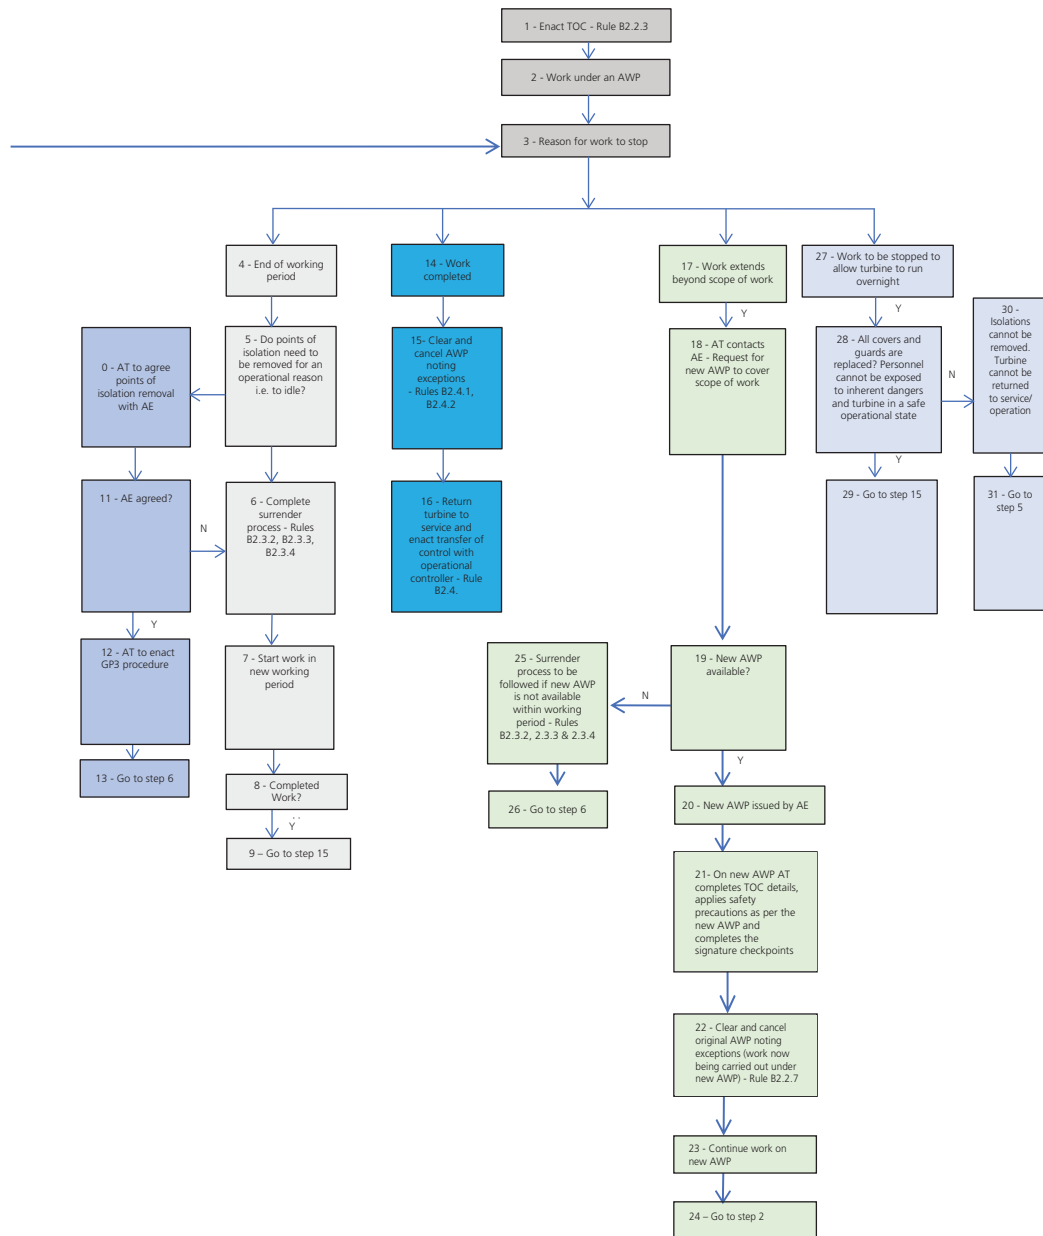 1 - Enact TOC - Rule B2.2.3
2 - Work under an AWP
3 - Reason for work to stop
4 - End of working
period
14 - Work
completed
17 - Work extends
beyond scope of work
27 - Work to be stopped to
allow turbine to run
overnight
Y
Y
30 -
Isolations
cannot be
removed.
Turbine
cannot be
returned
to service/
operation
0 - AT to agree
points of
isolation removal
with AE
5 - Do points of
isolation need to
be removed for an
operational reason
i.e. to idle?
15- Clear and
cancel AWP
noting
exceptions
- Rules B2.4.1,
B2.4.2
18 - AT contacts
AE - Request for
new AWP to cover
scope of work
28 - All covers and
guards are
replaced? Personnel
cannot be exposed
to inherent dangers
and turbine in a safe
operational state
N
Y
11 - AE agreed?
N
6 - Complete
surrender
process - Rules
B2.3.2, B2.3.3,
B2.3.4
16 - Return
turbine to
service and
enact transfer of
control with
operational
controller - Rule
B2.4.
29 - Go to step 15
31 - Go to
step 5
Y
12 - AT to enact
GP3 procedure
7 - Start work in
new working
period
25 - Surrender
process to be
followed if new AWP
is not available
within working
period - Rules
B2.3.2, 2.3.3 & 2.3.4
N
19 - New AWP
available?
Y
13 - Go to step 6
8 - Completed
Work?
Y
26 - Go to step 6
20 - New AWP issued by AE
9 – Go to step 15
21- On new AWP AT
completes TOC details,
applies safety
precautions as per the
new AWP and
completes the
signature checkpoints
22 - Clear and cancel
original AWP noting
exceptions (work now
being carried out under
new AWP) - Rule B2.2.7
23 - Continue work on
new AWP
24 – Go to step 2